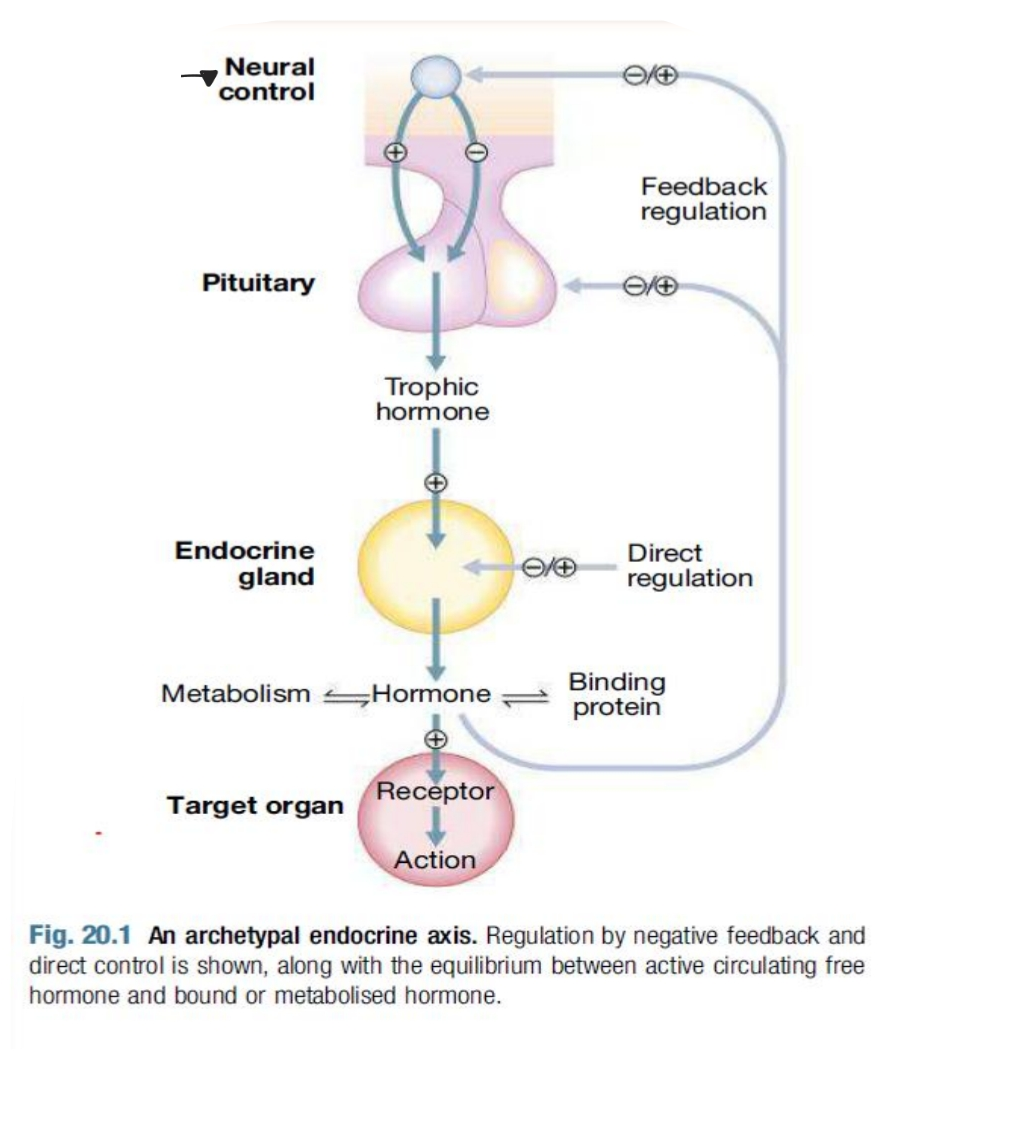 Neural
control
⊖/⊕
+
−
Feedback
regulation
Pituitary
⊖/⊕
Trophic
hormone
+
Endocrine
gland
⊖/⊕
Direct
regulation
Metabolism ⇌ Hormone ⇌ Binding
protein
+
Target organ
Receptor
Action
Fig. 20.1 An archetypal endocrine axis. Regulation by negative feedback and
direct control is shown, along with the equilibrium between active circulating free
hormone and bound or metabolised hormone.